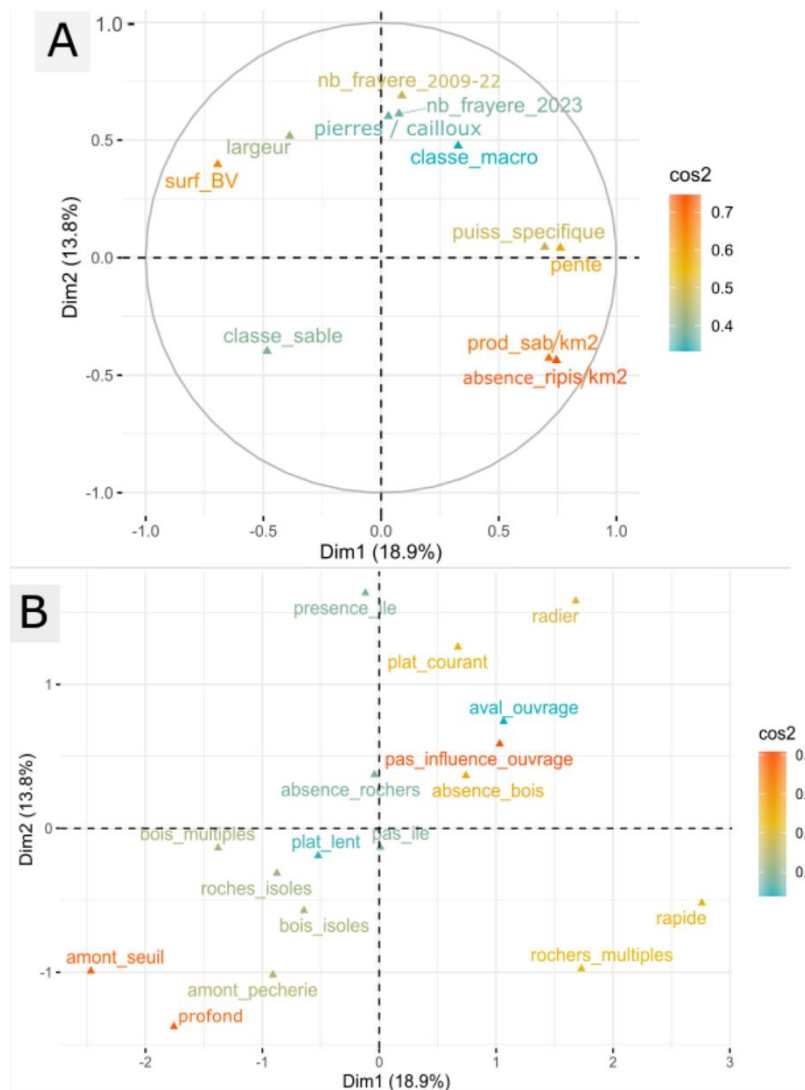 A
1.0
nb_frayere_2009-22
nb_frayere_2023
pierres / cailloux
0.5
largeur
classe_macro
surf_BV
puiss_specifique
0.0
pente
classe_sable
prod_sab/km2
-0.5
absence_ripis/km2
-1.0
-1.0 -0.5 0.0 0.5 1.0
Dim1 (18.9%)
Dim2 (13.8%)
cos2
0.7
0.6
0.5
0.4
B
presence_ile
radier
plat_courant
1
aval_ouvrage
pas_influence_ouvrage
absence_rochers
absence_bois
0
bois_multiples
plat_lent
pas_ile
roches_isoles
bois_isoles
rapide
amont_seuil
rochers_multiples
-1
amont_pecherie
profond
-2 -1 0 1 2 3
Dim1 (18.9%)
Dim2 (13.8%)
cos2